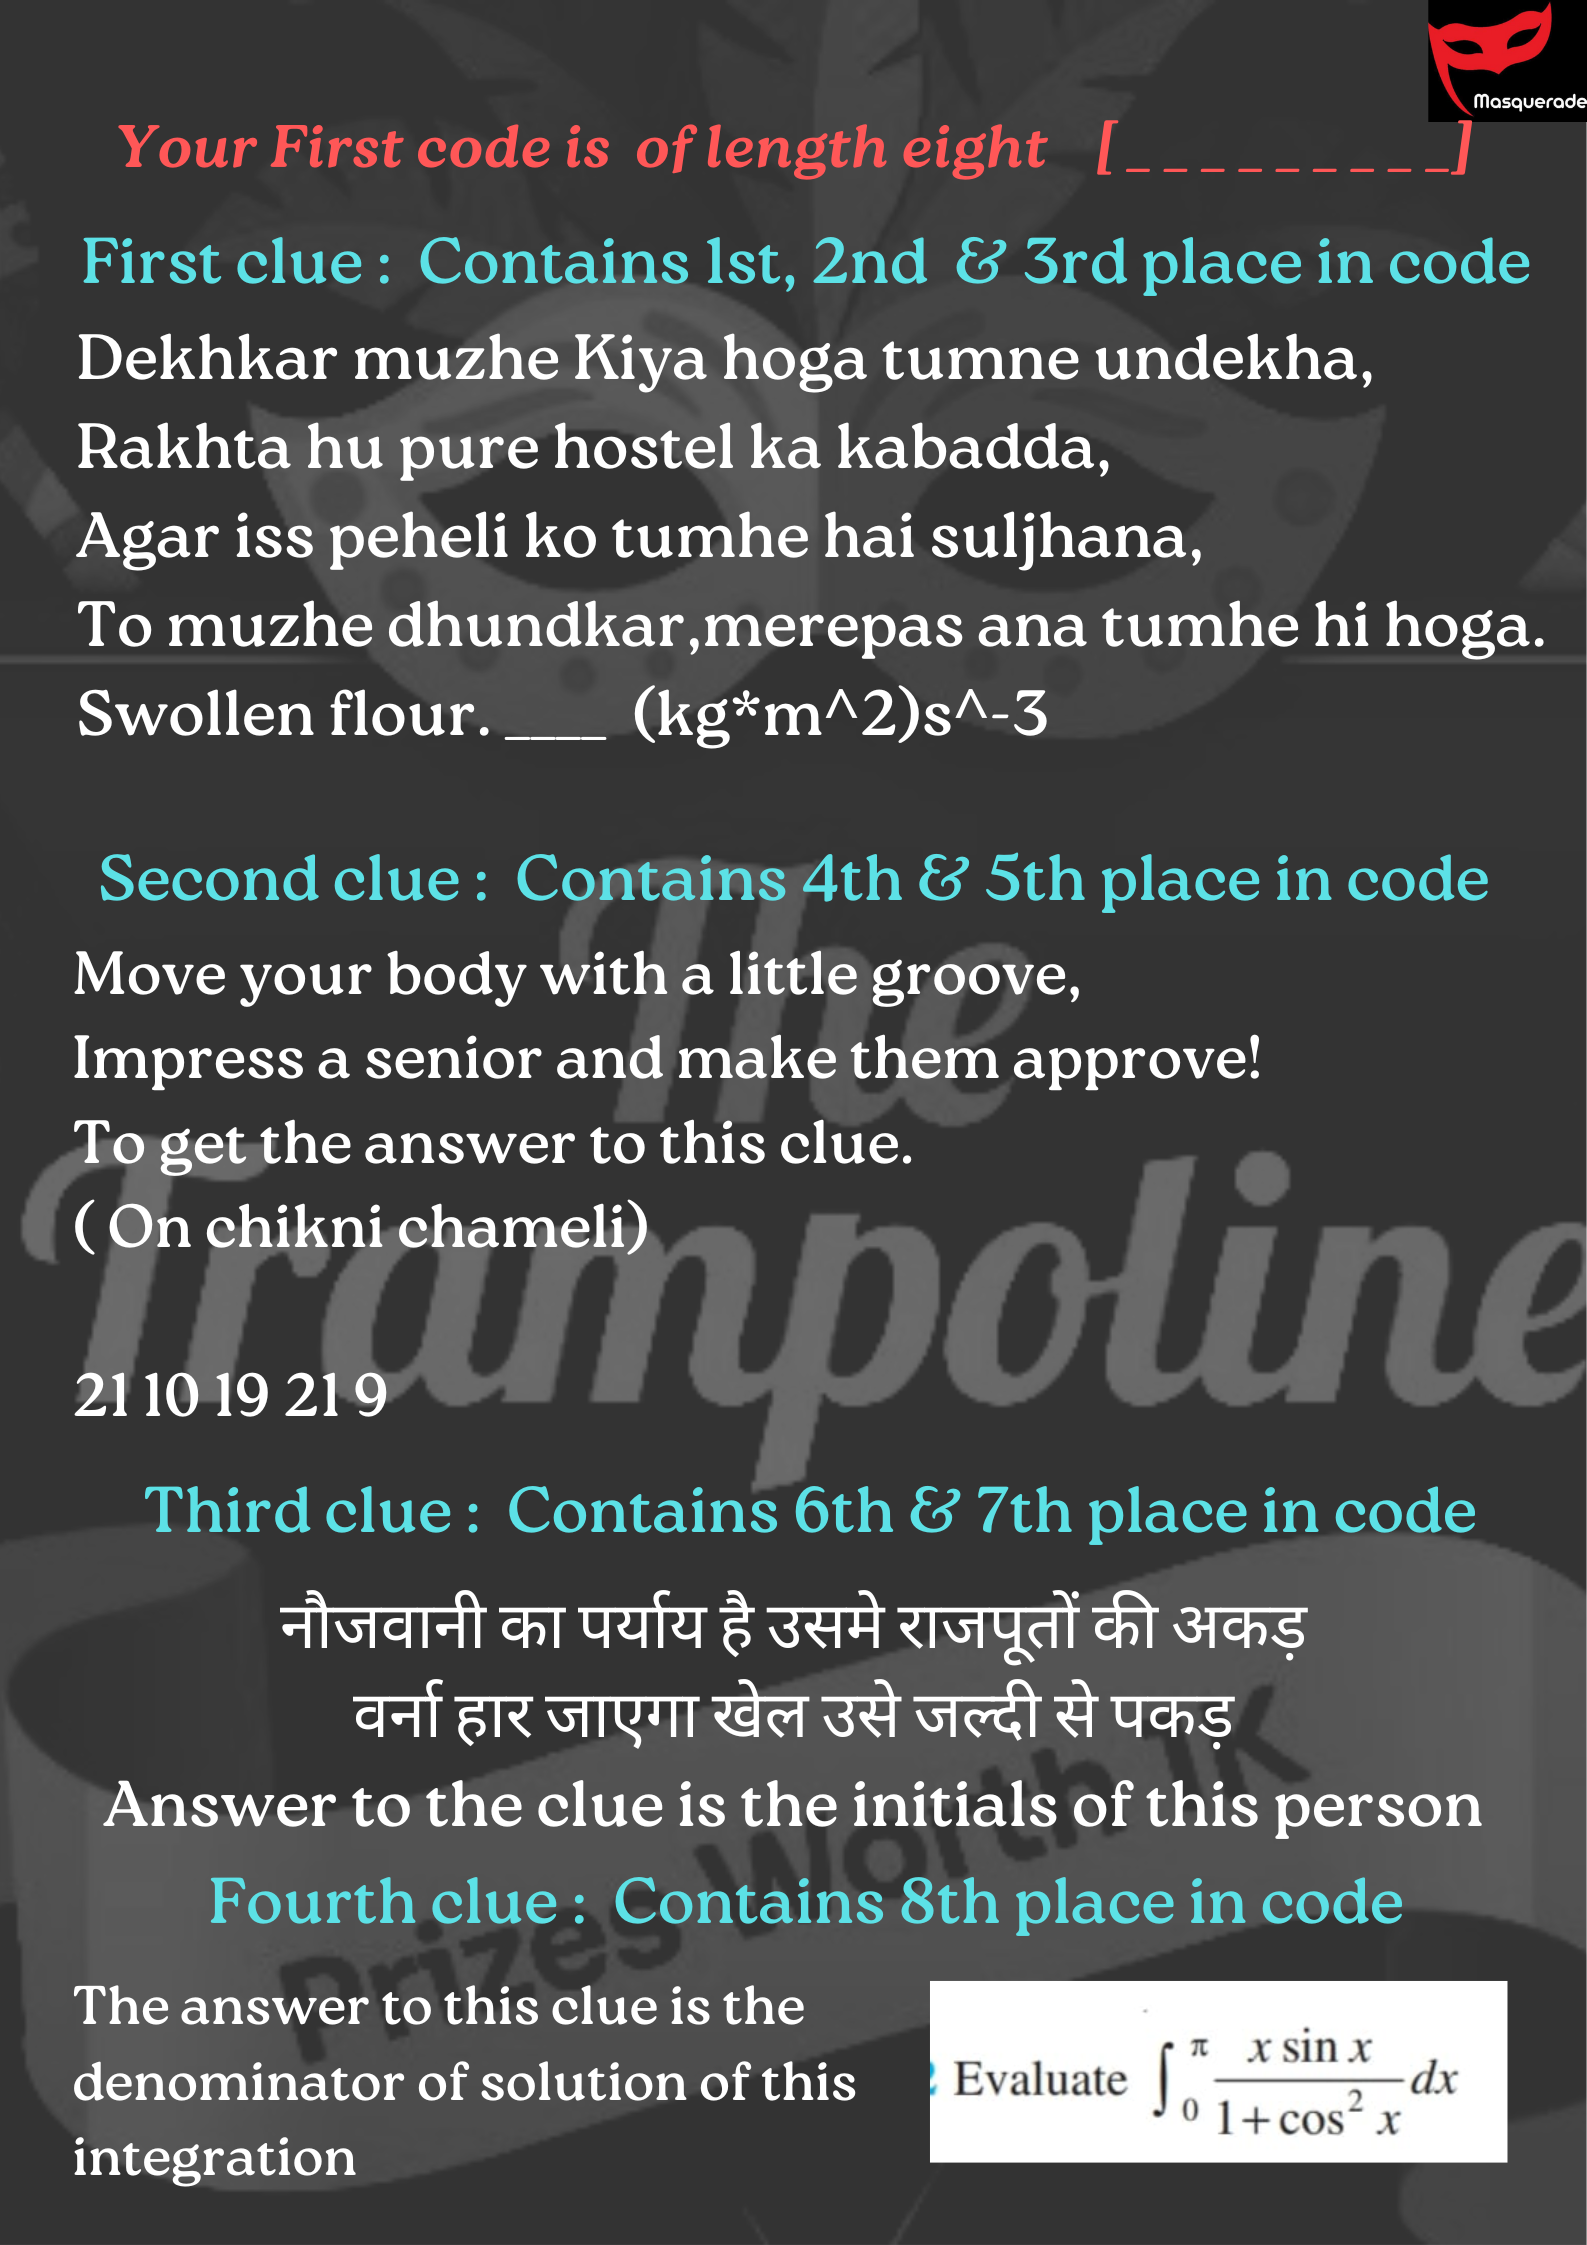 Masquerade
Your First code is of length eight [_ _ _ _ _ _ _ _ _]
First clue : Contains 1st, 2nd & 3rd place in code
Dekhkar muzhe Kiya hoga tumne undekha,
Rakhta hu pure hostel ka kabadda,
Agar iss peheli ko tumhe hai suljhana,
To muzhe dhundkar,merepas ana tumhe hi hoga.
Swollen flour. ____ (kg*m^2)s^-3
Second clue : Contains 4th & 5th place in code
Move your body with a little groove,
Impress a senior and make them approve!
To get the answer to this clue.
( On chikni chameli)
The
Trampoline
21 10 19 21 9
Third clue : Contains 6th & 7th place in code
नौजवानी का पर्याय है उसमे राजपूतों की अकड़
वर्ना हार जाएगा खेल उसे जल्दी से पकड़
Answer to the clue is the initials of this person
Prizes Worth 1K
Fourth clue : Contains 8th place in code
The answer to this clue is the
denominator of solution of this
integration
Evaluate ∫₀^π x sin x / (1+cos² x) dx